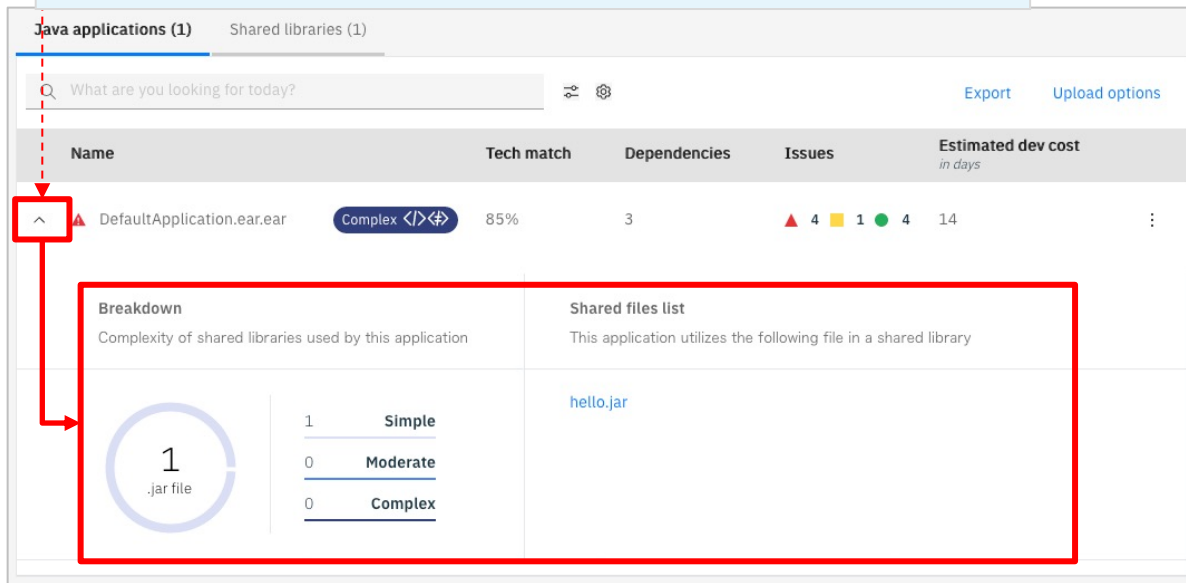 Java applications (1) Shared libraries (1)
What are you looking for today?
Export Upload options
Name Tech match Dependencies Issues Estimated dev cost
in days
DefaultApplication.ear.ear Complex 85% 3 4 1 4 14
Breakdown Shared files list
Complexity of shared libraries used by this application This application utilizes the following file in a shared library
hello.jar
1 Simple
1 0 Moderate
.jar file
0 Complex